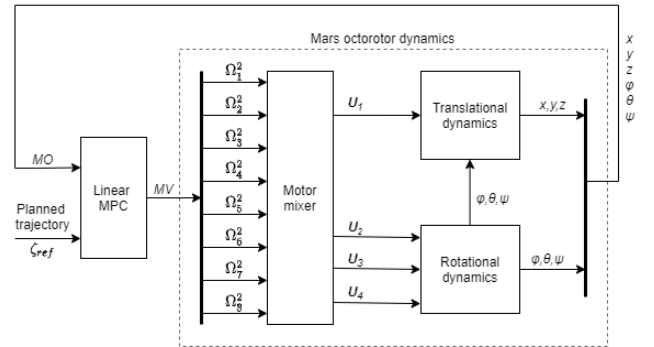 Mars octorotor dynamics
x
y
z
φ
θ
ψ
Ω₁²
Ω₂²
Ω₃²
Ω₄²
Ω₅²
Ω₆²
Ω₇²
Ω₈²
U₁
Translational
dynamics
x,y,z
MO
Linear
MPC
MV
Motor
mixer
φ,θ,ψ
Planned
trajectory
ζref
U₂
U₃
U₄
Rotational
dynamics
φ,θ,ψ